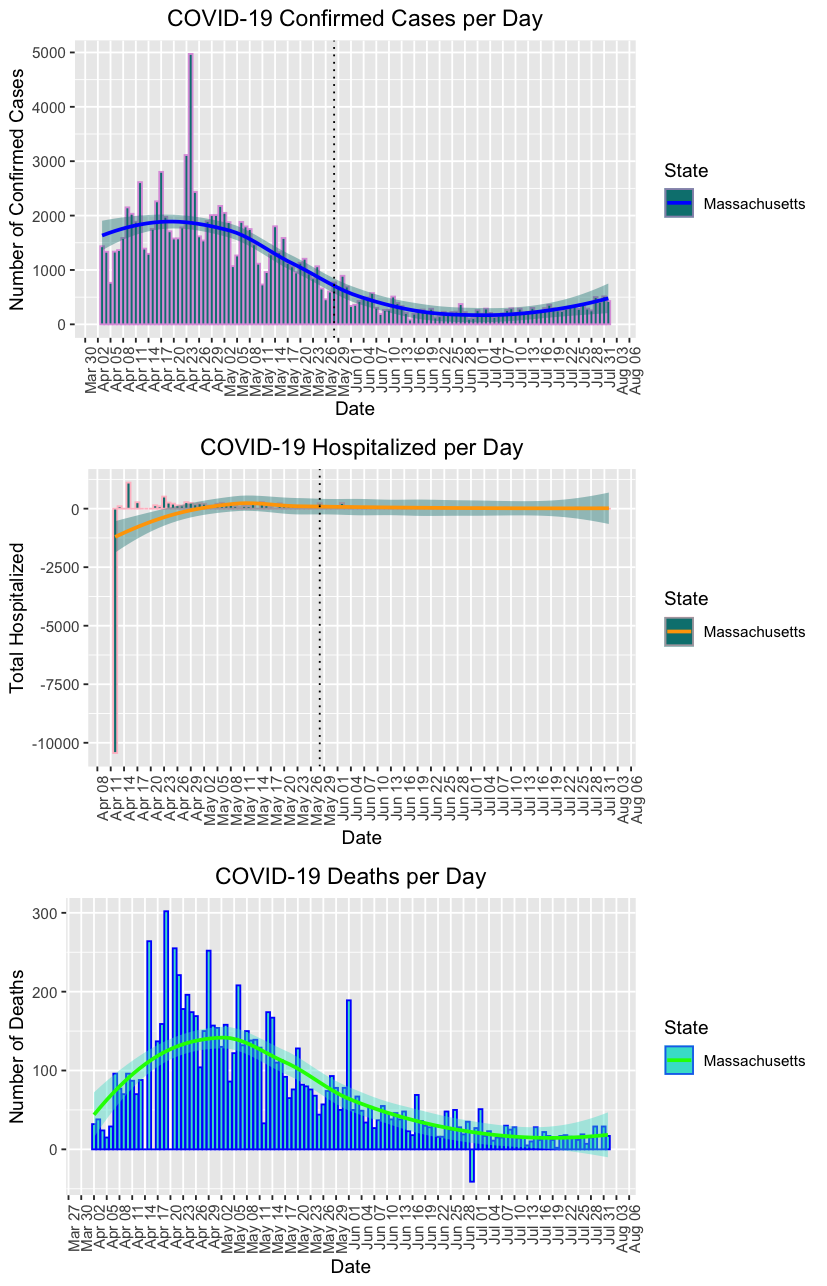 COVID-19 Confirmed Cases per Day
Number of Confirmed Cases
5000
4000
3000
2000
1000
0
Mar 30
Apr 02
Apr 05
Apr 08
Apr 11
Apr 14
Apr 17
Apr 20
Apr 23
Apr 26
Apr 29
May 02
May 05
May 08
May 11
May 14
May 17
May 20
May 23
May 26
May 29
Jun 01
Jun 04
Jun 07
Jun 10
Jun 13
Jun 16
Jun 19
Jun 22
Jun 25
Jun 28
Jul 01
Jul 04
Jul 07
Jul 10
Jul 13
Jul 16
Jul 19
Jul 22
Jul 25
Jul 28
Jul 31
Aug 03
Aug 06
Date
State
Massachusetts
COVID-19 Hospitalized per Day
Total Hospitalized
0
-2500
-5000
-7500
-10000
Apr 08
Apr 11
Apr 14
Apr 17
Apr 20
Apr 23
Apr 26
Apr 29
May 02
May 05
May 08
May 11
May 14
May 17
May 20
May 23
May 26
May 29
Jun 01
Jun 04
Jun 07
Jun 10
Jun 13
Jun 16
Jun 19
Jun 22
Jun 25
Jun 28
Jul 01
Jul 04
Jul 07
Jul 10
Jul 13
Jul 16
Jul 19
Jul 22
Jul 25
Jul 28
Jul 31
Aug 03
Aug 06
Date
State
Massachusetts
COVID-19 Deaths per Day
Number of Deaths
300
200
100
0
Mar 27
Mar 30
Apr 02
Apr 05
Apr 08
Apr 11
Apr 14
Apr 17
Apr 20
Apr 23
Apr 26
Apr 29
May 02
May 05
May 08
May 11
May 14
May 17
May 20
May 23
May 26
May 29
Jun 01
Jun 04
Jun 07
Jun 10
Jun 13
Jun 16
Jun 19
Jun 22
Jun 25
Jun 28
Jul 01
Jul 04
Jul 07
Jul 10
Jul 13
Jul 16
Jul 19
Jul 22
Jul 25
Jul 28
Jul 31
Aug 03
Aug 06
Date
State
Massachusetts